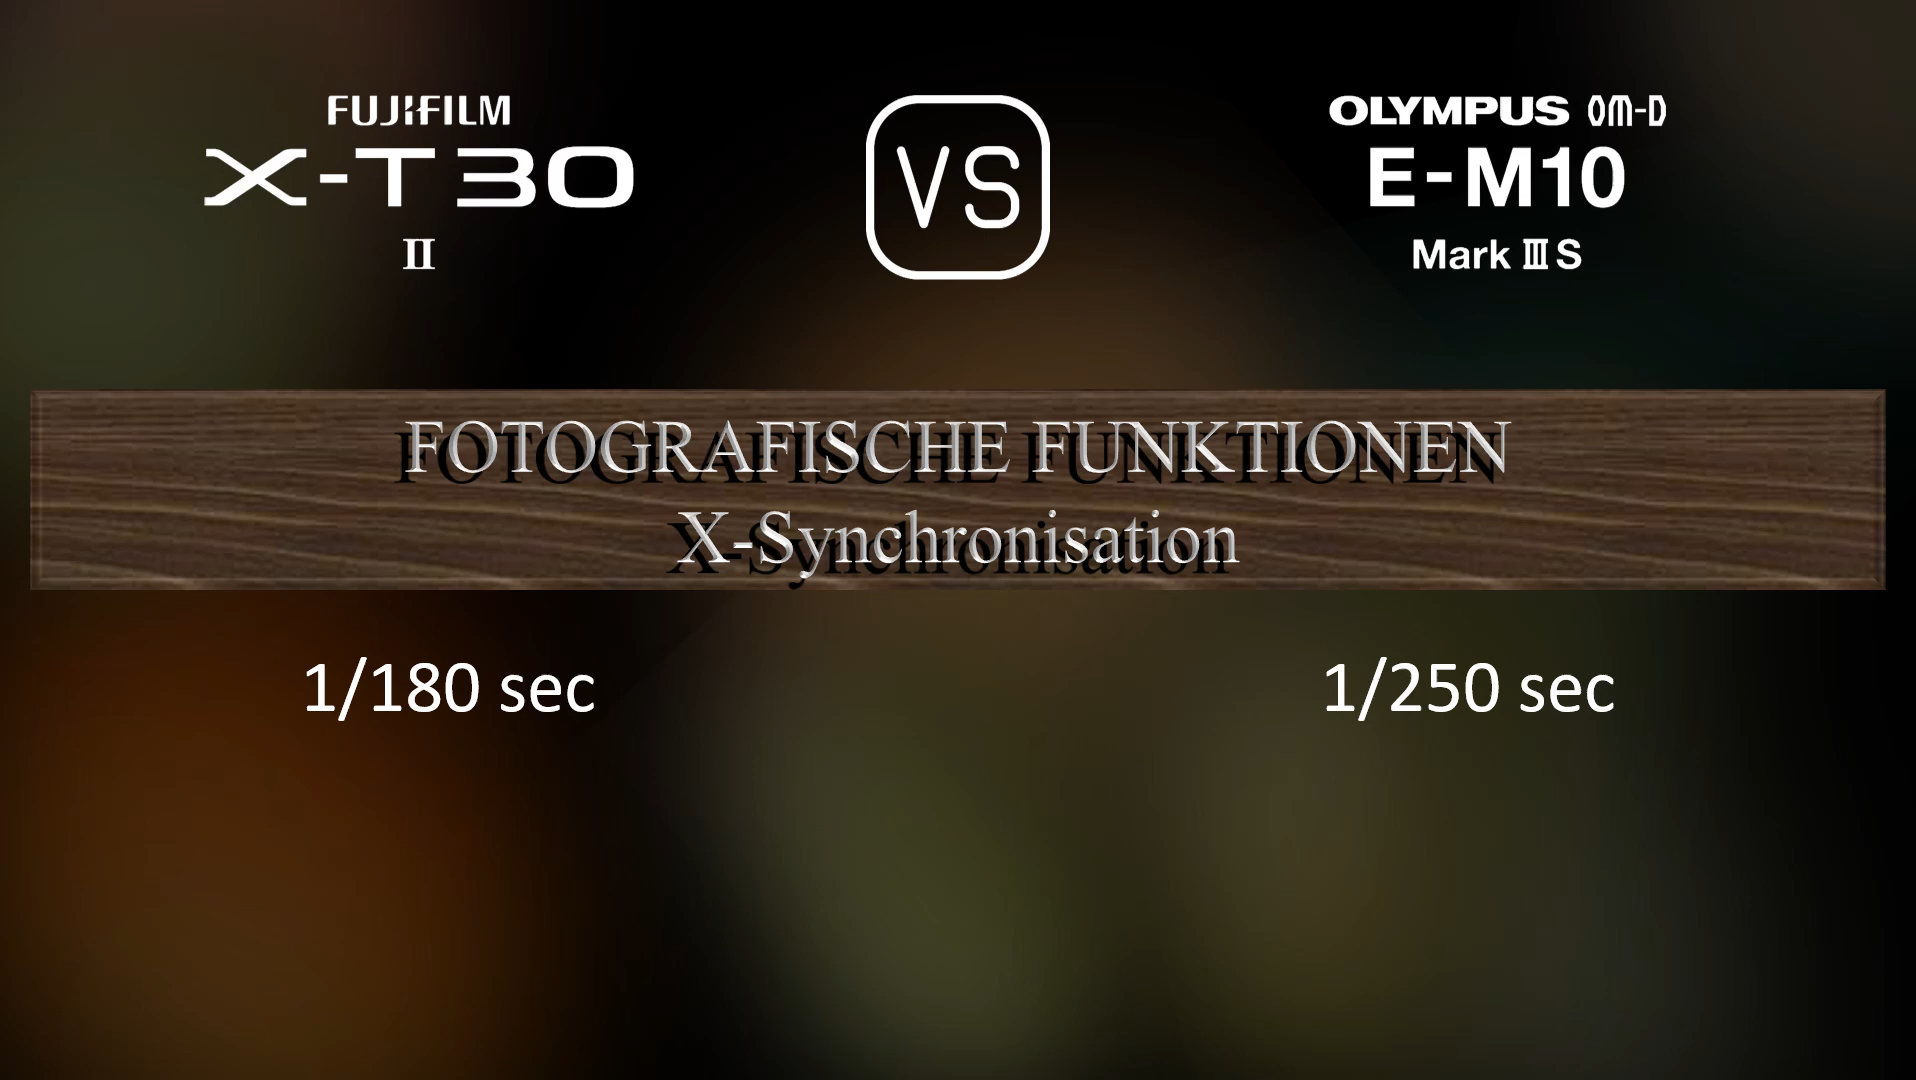 FUJIFILM
X-T30
II
VS
OLYMPUS OM-D
E-M10
Mark III S
FOTOGRAFISCHE FUNKTIONEN
X-Synchronisation
1/180 sec
1/250 sec